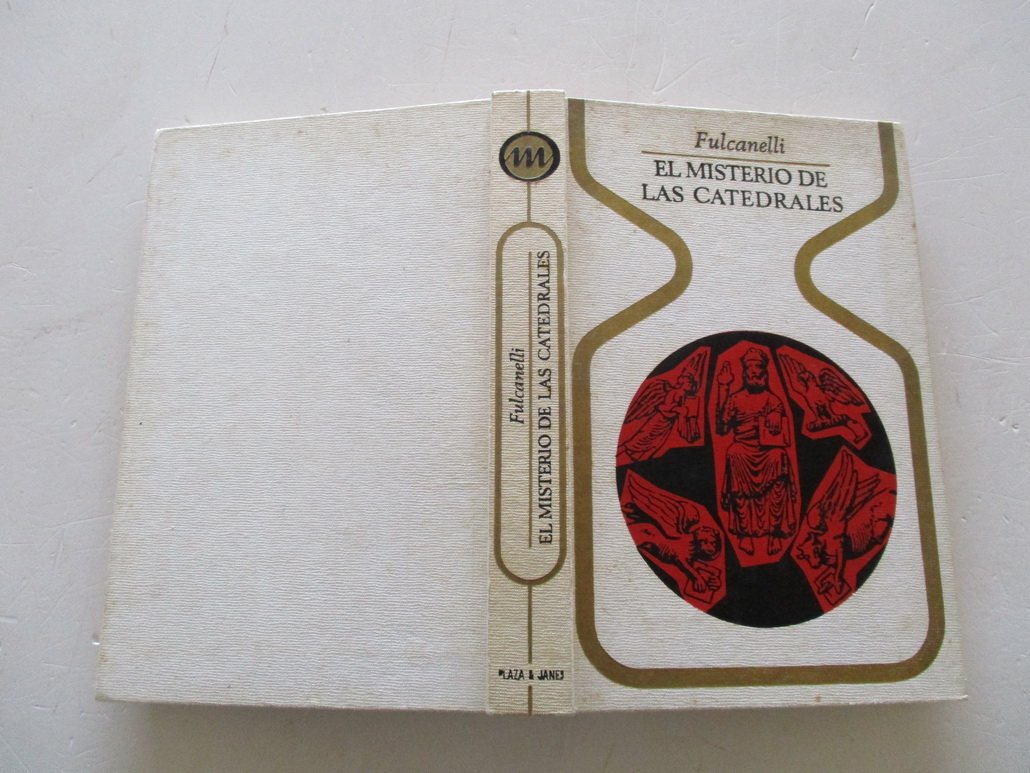 Fulcanelli
EL MISTERIO DE
LAS CATEDRALES
m
Fulcanelli
EL MISTERIO DE LAS CATEDRALES
PLAZA & JANES